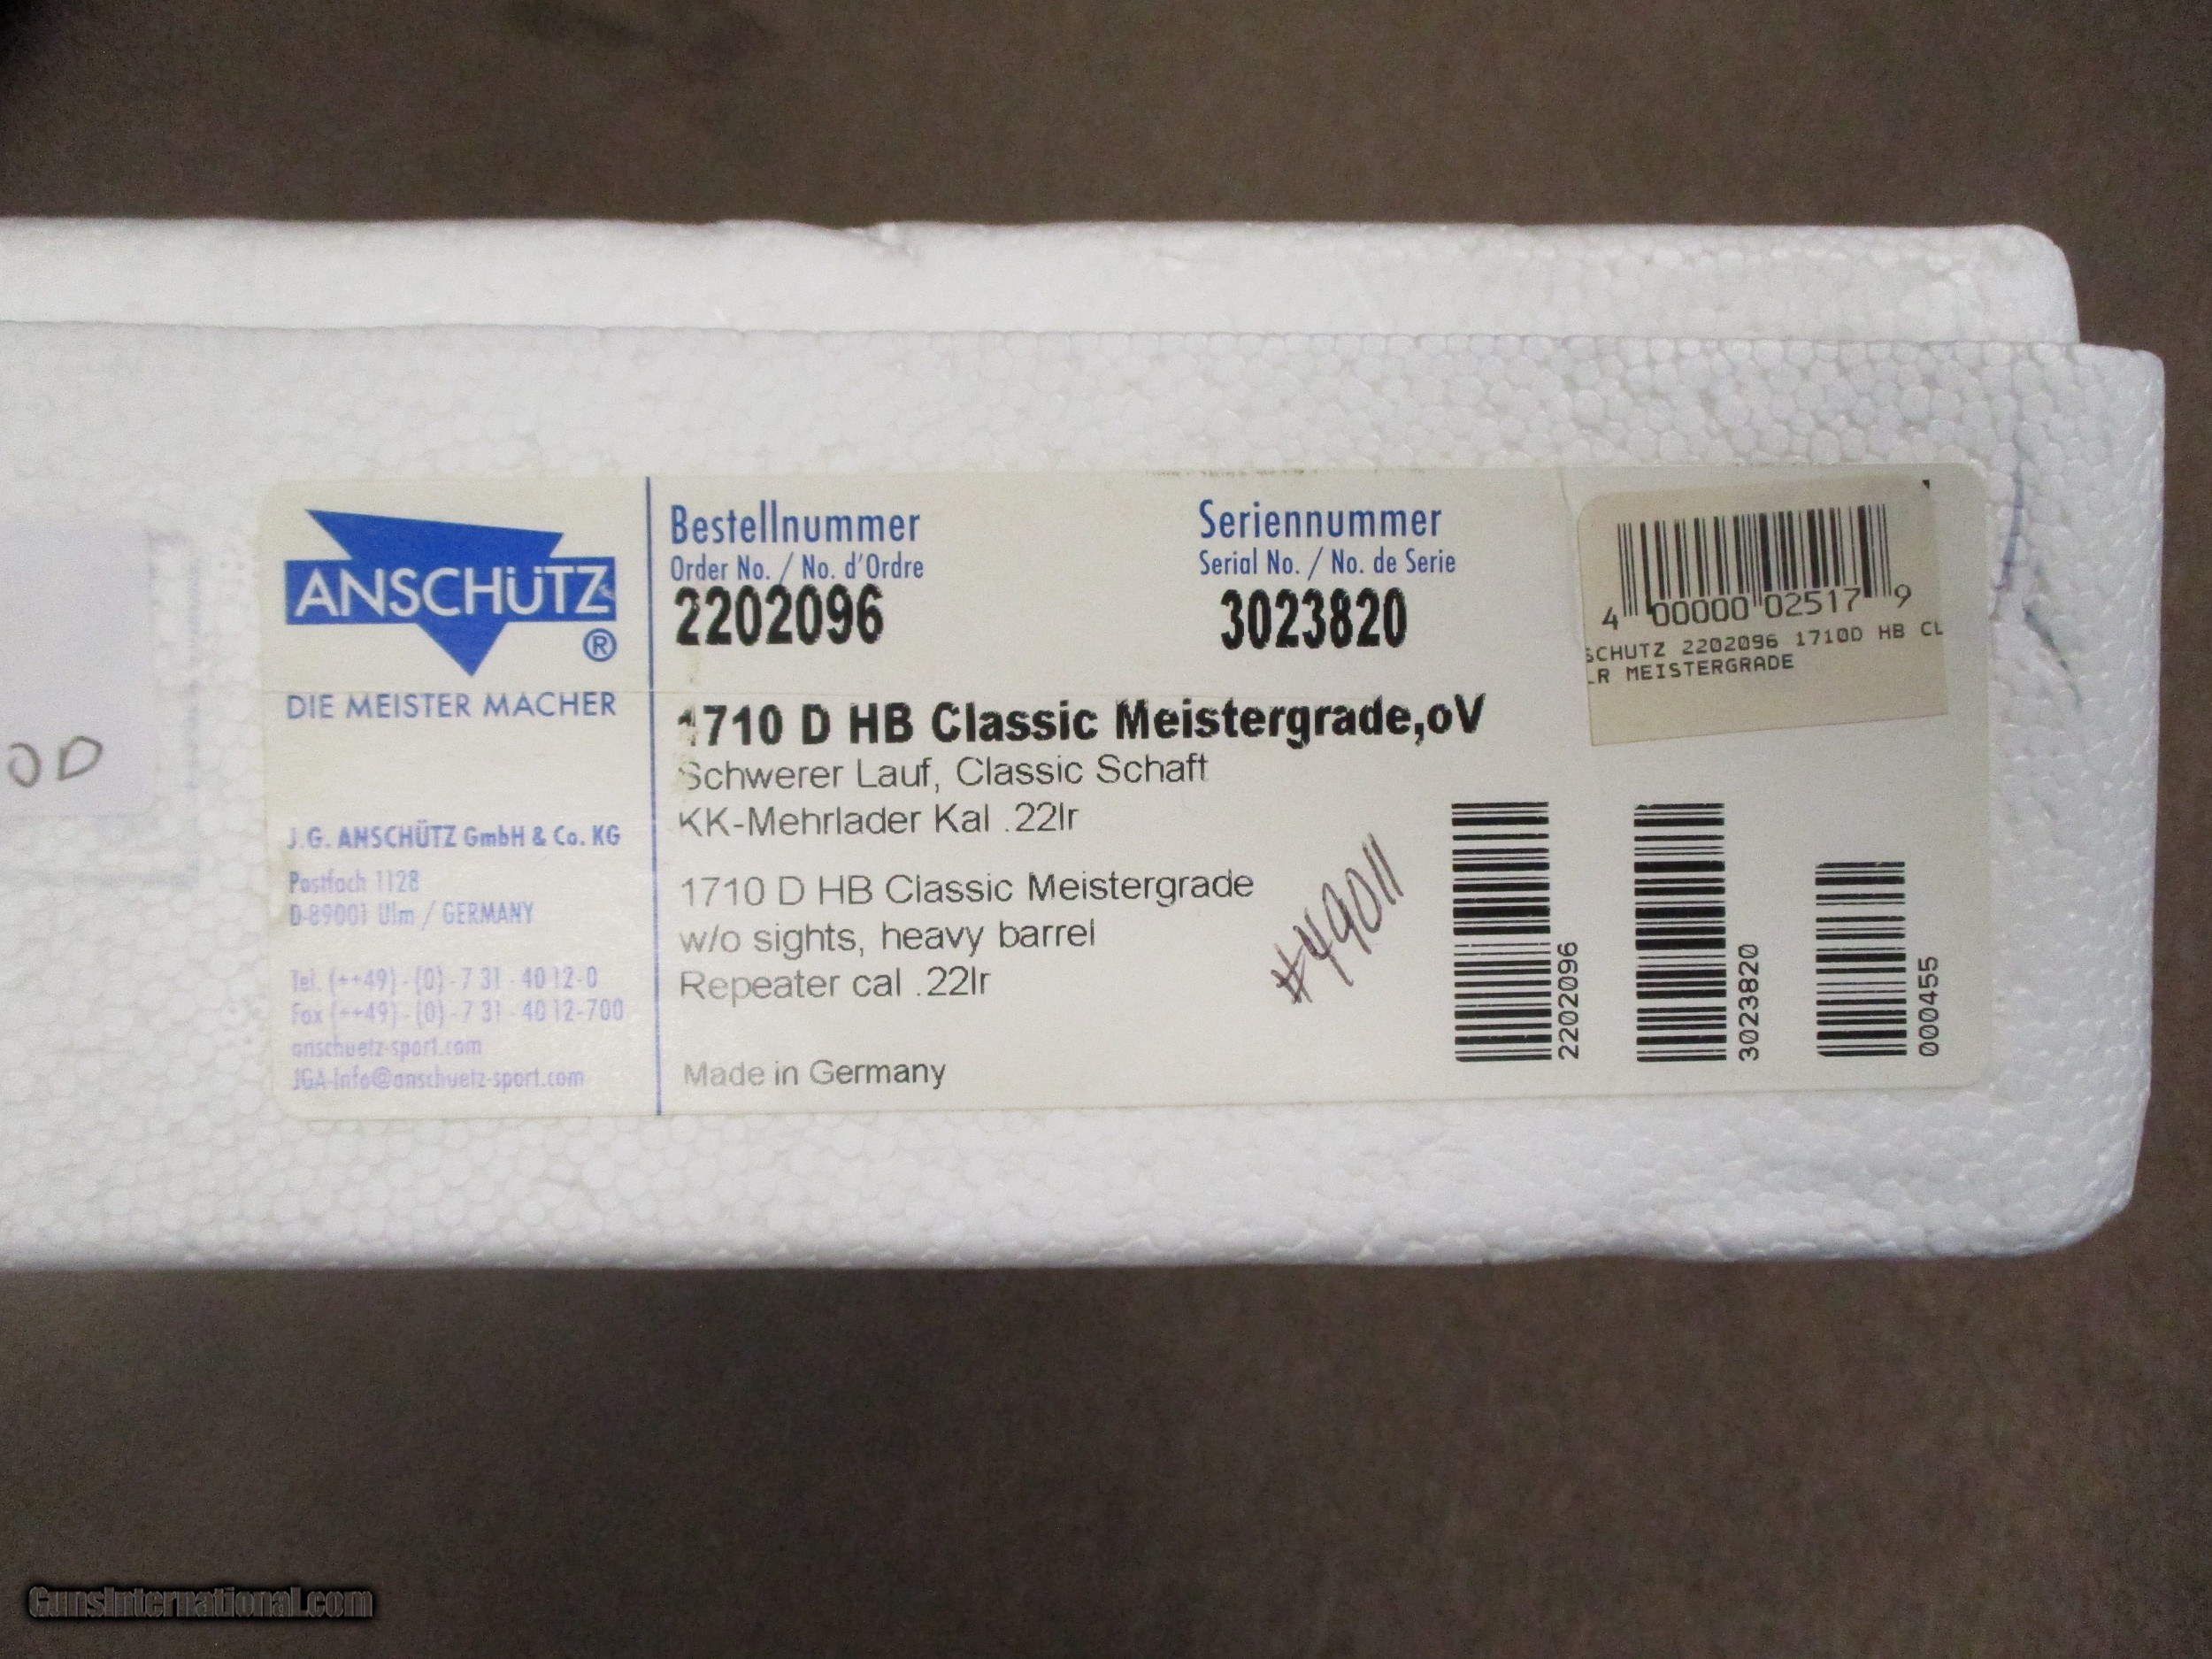 ANSCHÜTZ
®
DIE MEISTER MACHER
J.G. ANSCHÜTZ GmbH & Co. KG
Postfach 1128
D-89001 Ulm / GERMANY
Tel. (++49) - (0) - 7 31 - 40 12-0
Fax (++49) - (0) - 7 31 - 40 12-700
anschuetz-sport.com
JGA-Info@anschuetz-sport.com
Bestellnummer
Order No. / No. d'Ordre
2202096
Seriennummer
Serial No. / No. de Serie
3023820
1710 D HB Classic Meistergrade,oV
Schwerer Lauf, Classic Schaft
KK-Mehrlader Kal .22lr
1710 D HB Classic Meistergrade
w/o sights, heavy barrel
Repeater cal .22lr
Made in Germany
#49011
4 00000 02517 9
SCHUTZ 2202096 1710D HB CL
LR MEISTERGRADE
2202096
3023820
000455
OD
GunsInternational.com